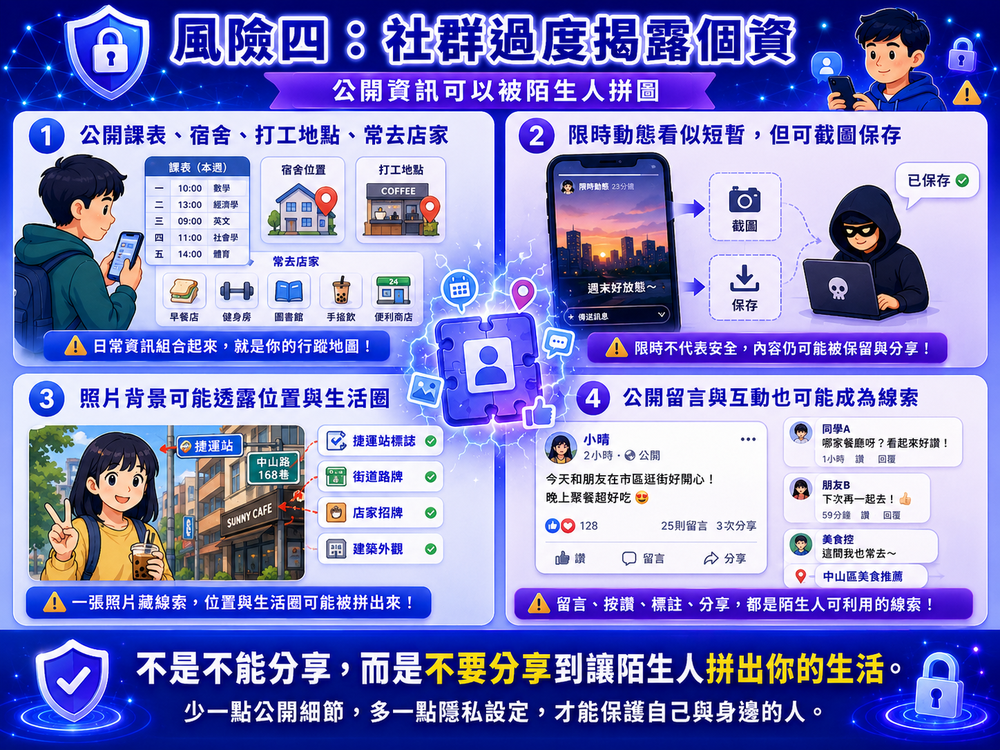 風險四：社群過度揭露個資
公開資訊可以被陌生人拼圖
1 公開課表、宿舍、打工地點、常去店家
課表（本週）
一 10:00 數學
二 13:00 經濟學
三 09:00 英文
四 11:00 社會學
五 14:00 體育
宿舍位置
打工地點
COFFEE
常去店家
24
早餐店 健身房 圖書館 手搖飲 便利商店
日常資訊組合起來，就是你的行蹤地圖！
2 限時動態看似短暫，但可截圖保存
限時動態 23分鐘
週末好放態～
傳送訊息
截圖
保存
已保存
限時不代表安全，內容仍可能被保留與分享！
3 照片背景可能透露位置與生活圈
捷運站
中山路
168巷
SUNNY CAFE
捷運站標誌
街道路牌
店家招牌
建築外觀
一張照片藏線索，位置與生活圈可能被拼出來！
4 公開留言與互動也可能成為線索
小晴
2小時・公開
今天和朋友在市區逛街好開心！
晚上聚餐超好吃😍
128 25則留言 3次分享
讚 留言 分享
同學A
哪家餐廳呀？看起來好讚！
1小時 讚 回覆
朋友B
下次再一起去！👍
59分鐘 讚 回覆
美食控
這間我也常去～
中山區美食推薦
留言、按讚、標註、分享，都是陌生人可利用的線索！
不是不能分享，而是不要分享到讓陌生人拼出你的生活。
少一點公開細節，多一點隱私設定，才能保護自己與身邊的人。